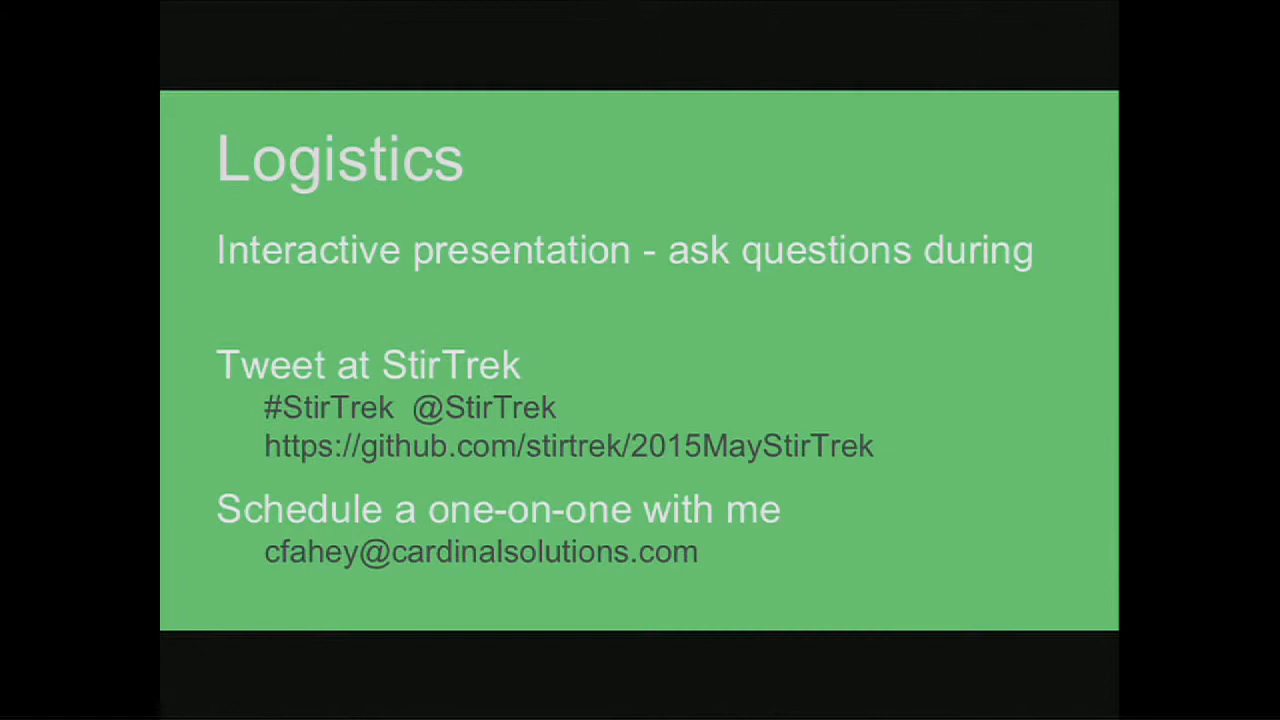 Logistics
Interactive presentation - ask questions during
Tweet at StirTrek
#StirTrek @StirTrek
https://github.com/stirtrek/2015MayStirTrek
Schedule a one-on-one with me
cfahey@cardinalsolutions.com